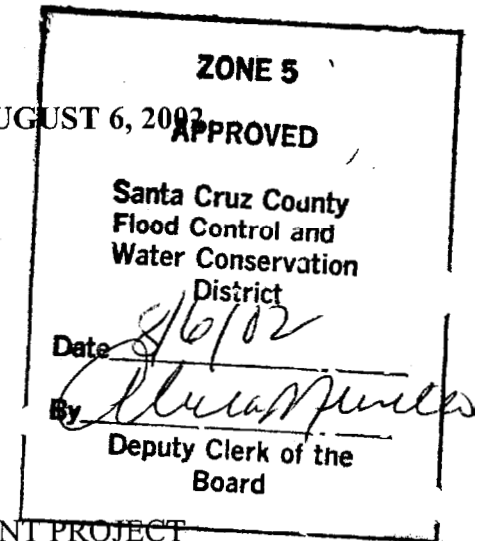 ZONE 5
UGUST 6, 2002
APPROVED
Santa Cruz County
Flood Control and
Water Conservation
District
Date 8/6/02
By
Deputy Clerk of the
Board
NT PROJECT